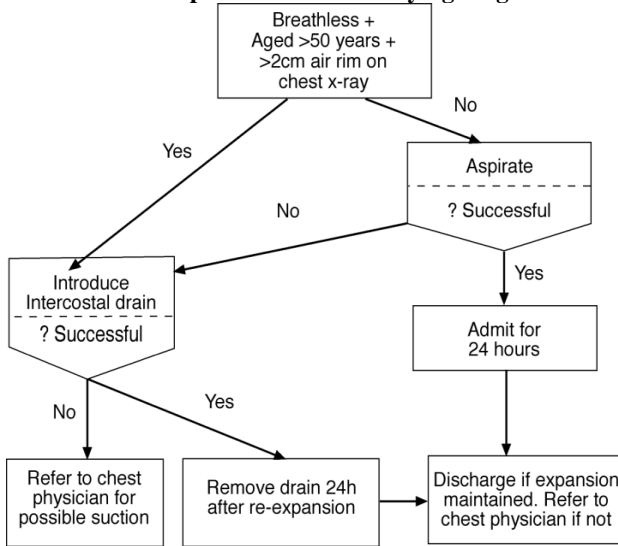 Breathless +
Aged >50 years +
>2cm air rim on
chest x-ray
No
Yes
Aspirate
? Successful
No
Yes
Introduce
Intercostal drain
? Successful
Admit for
24 hours
No
Yes
Refer to chest
physician for
possible suction
Remove drain 24h
after re-expansion
Discharge if expansion
maintained. Refer to
chest physician if not